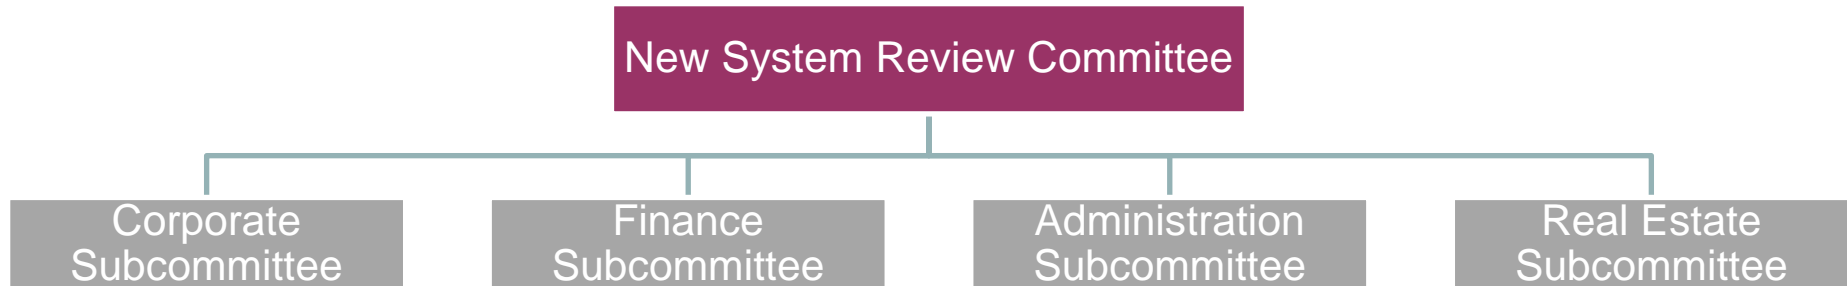 New System Review Committee
Corporate
Subcommittee
Finance
Subcommittee
Administration
Subcommittee
Real Estate
Subcommittee